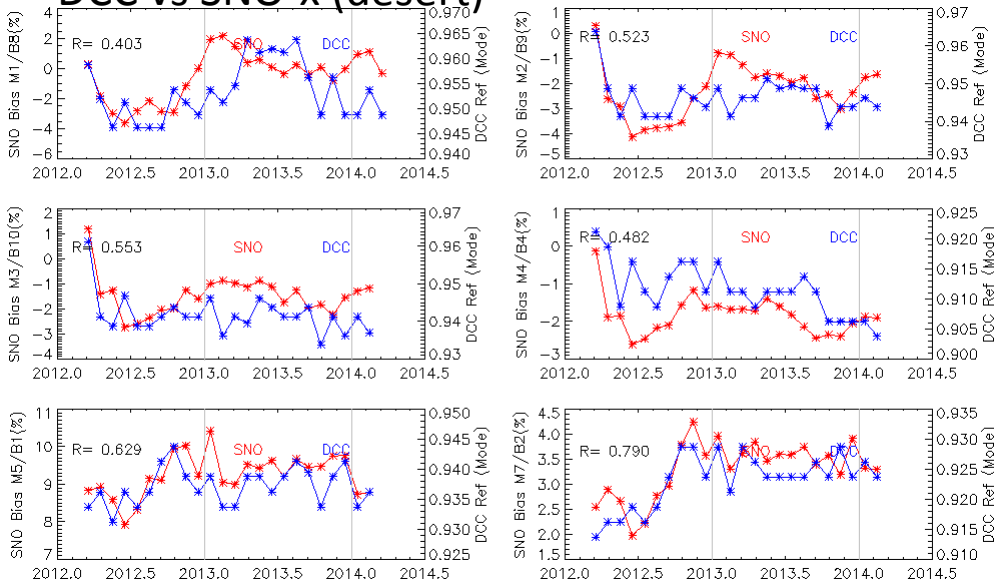 DCC vs SNO-x (desert)
SNO Bias M1/B8(%)
4
2
0
−2
−4
−6
R= 0.403
SNO
DCC
0.970
0.965
0.960
0.955
0.950
0.945
0.940
DCC Ref (Mode)
2012.0 2012.5 2013.0 2013.5 2014.0 2014.5
SNO Bias M2/B9(%)
1
0
−1
−2
−3
−4
−5
R= 0.523
SNO
DCC
0.97
0.96
0.95
0.94
0.93
DCC Ref (Mode)
2012.0 2012.5 2013.0 2013.5 2014.0 2014.5
SNO Bias M3/B10(%)
2
1
0
−1
−2
−3
−4
R= 0.553
SNO
DCC
0.97
0.96
0.95
0.94
0.93
DCC Ref (Mode)
2012.0 2012.5 2013.0 2013.5 2014.0 2014.5
SNO Bias M4/B4(%)
1
0
−1
−2
−3
R= 0.482
SNO
DCC
0.925
0.920
0.915
0.910
0.905
0.900
DCC Ref (Mode)
2012.0 2012.5 2013.0 2013.5 2014.0 2014.5
SNO Bias M5/B1(%)
11
10
9
8
7
R= 0.629
SNO
DCC
0.950
0.945
0.940
0.935
0.930
0.925
DCC Ref (Mode)
2012.0 2012.5 2013.0 2013.5 2014.0 2014.5
SNO Bias M7/B2(%)
4.5
4.0
3.5
3.0
2.5
2.0
1.5
R= 0.790
SNO
DCC
0.935
0.930
0.925
0.920
0.915
0.910
DCC Ref (Mode)
2012.0 2012.5 2013.0 2013.5 2014.0 2014.5